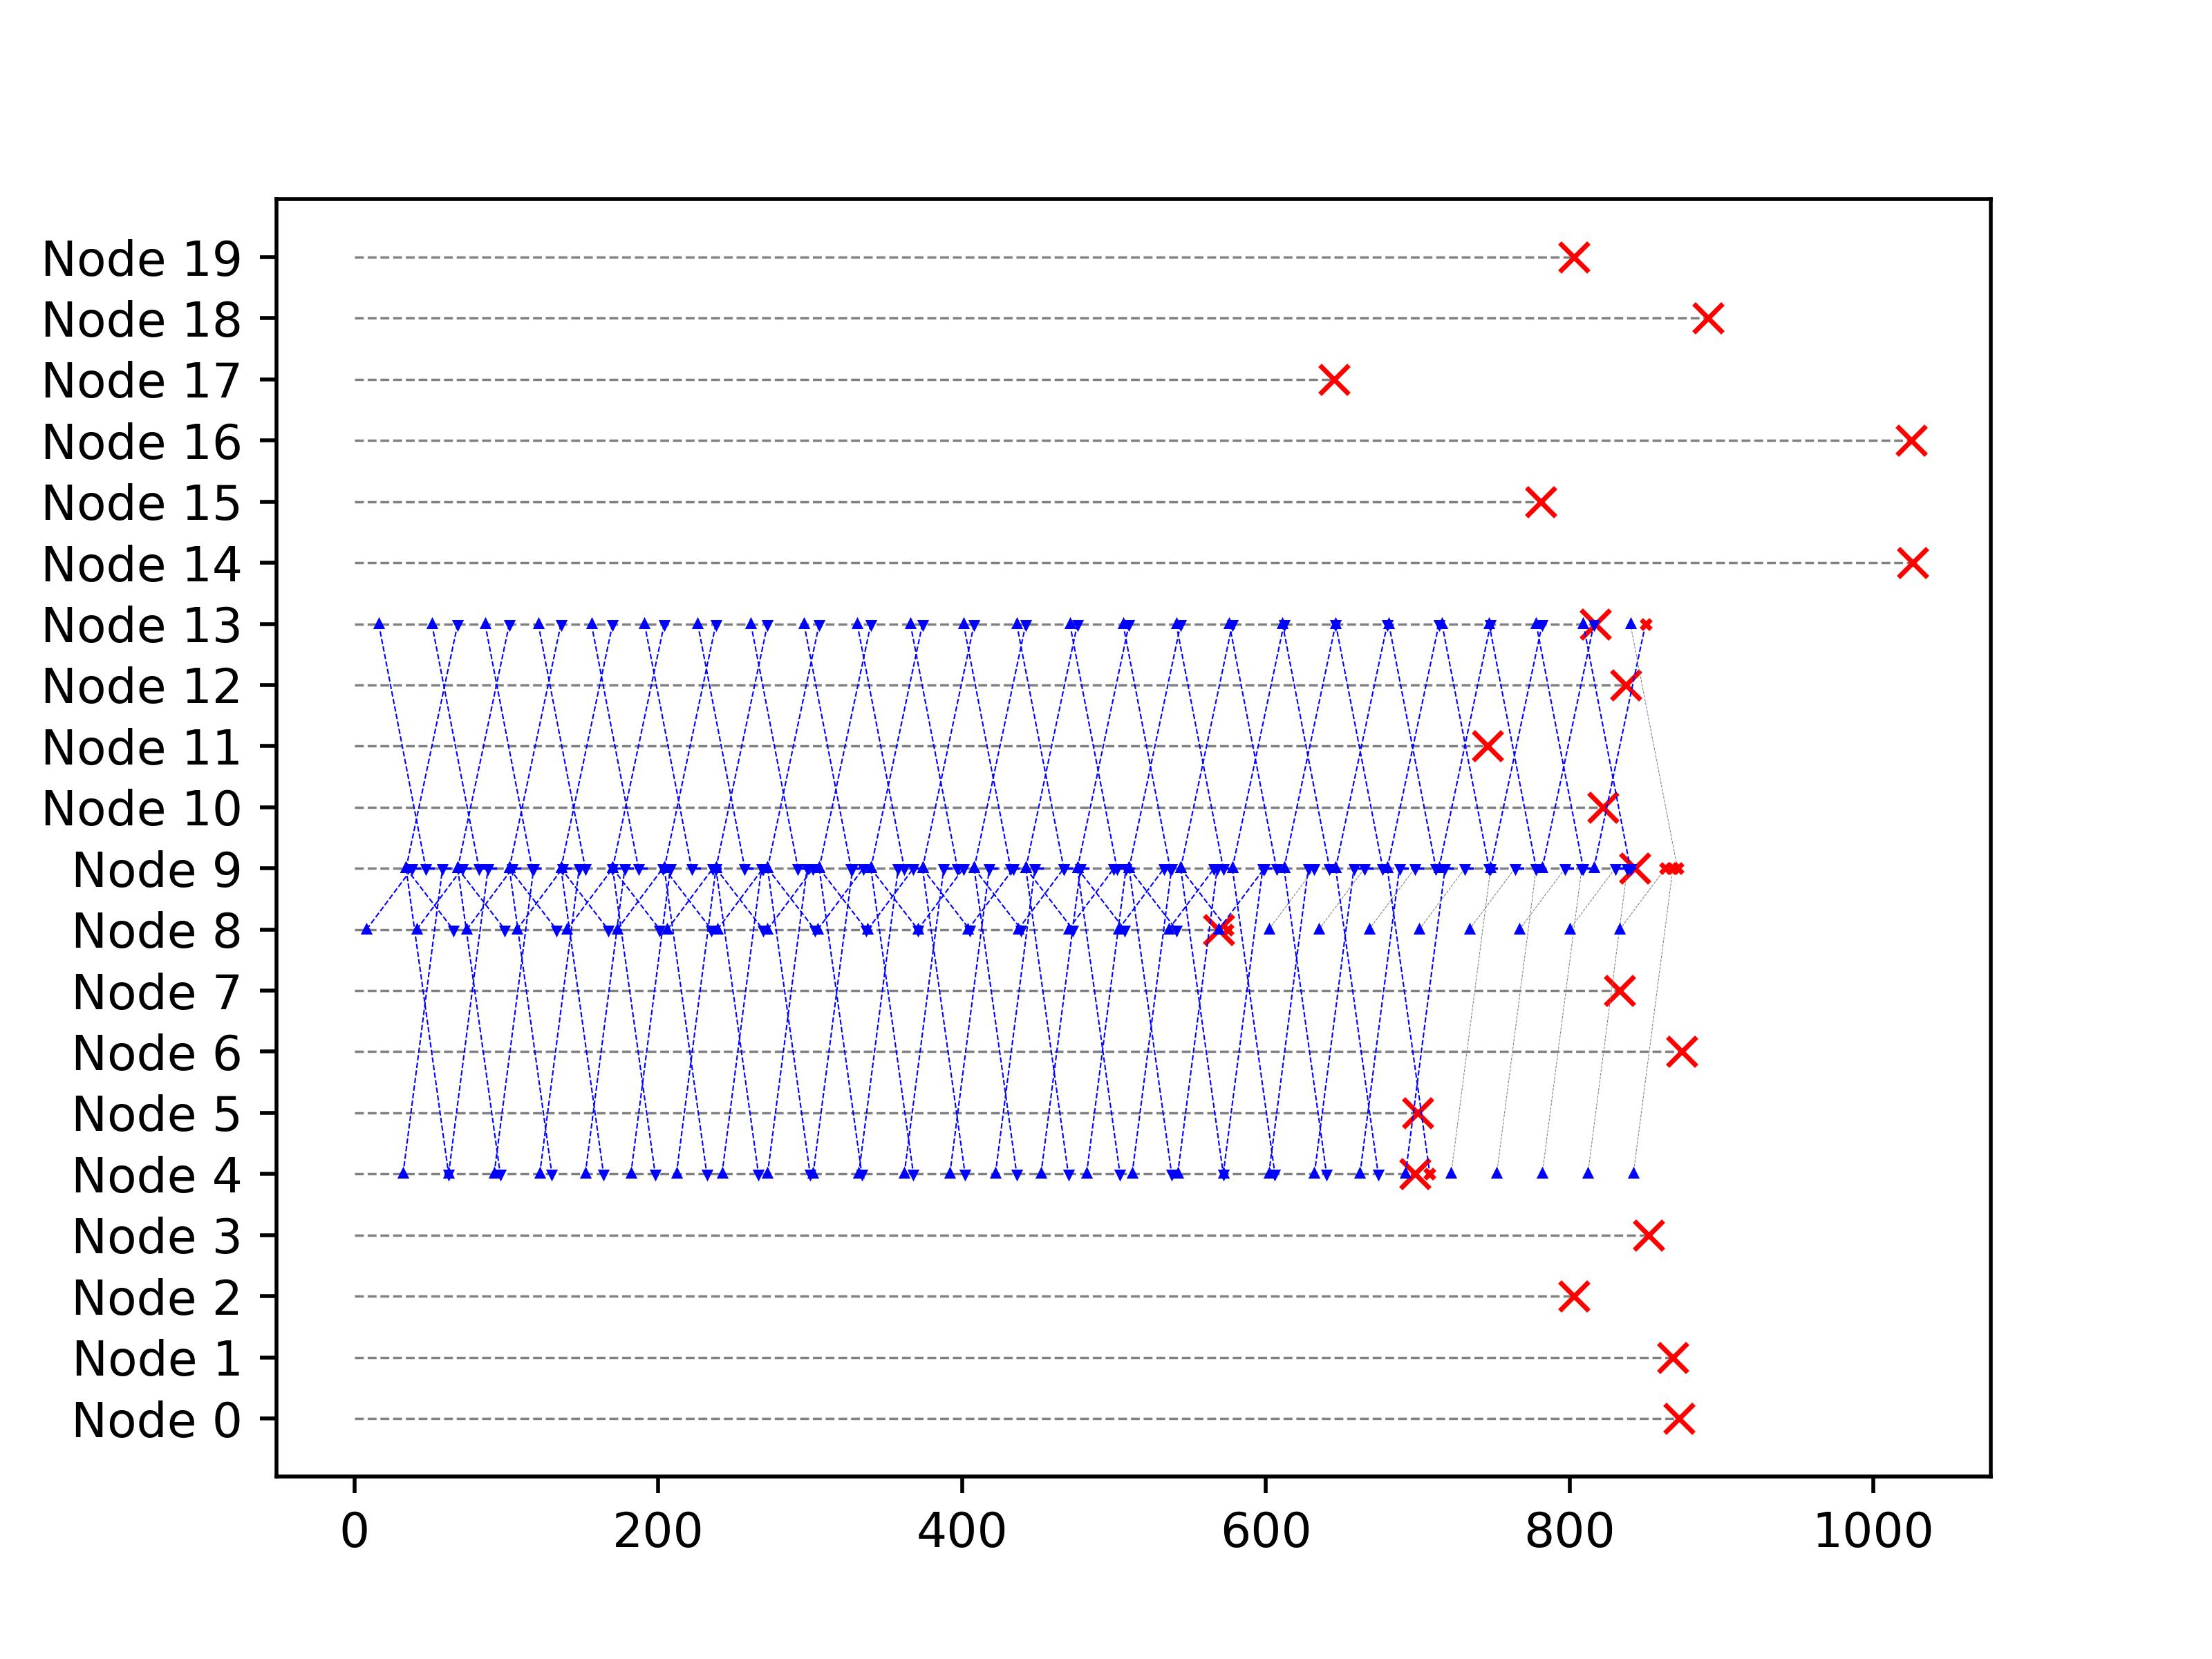 Node 19
Node 18
Node 17
Node 16
Node 15
Node 14
Node 13
Node 12
Node 11
Node 10
Node 9
Node 8
Node 7
Node 6
Node 5
Node 4
Node 3
Node 2
Node 1
Node 0
0 200 400 600 800 1000